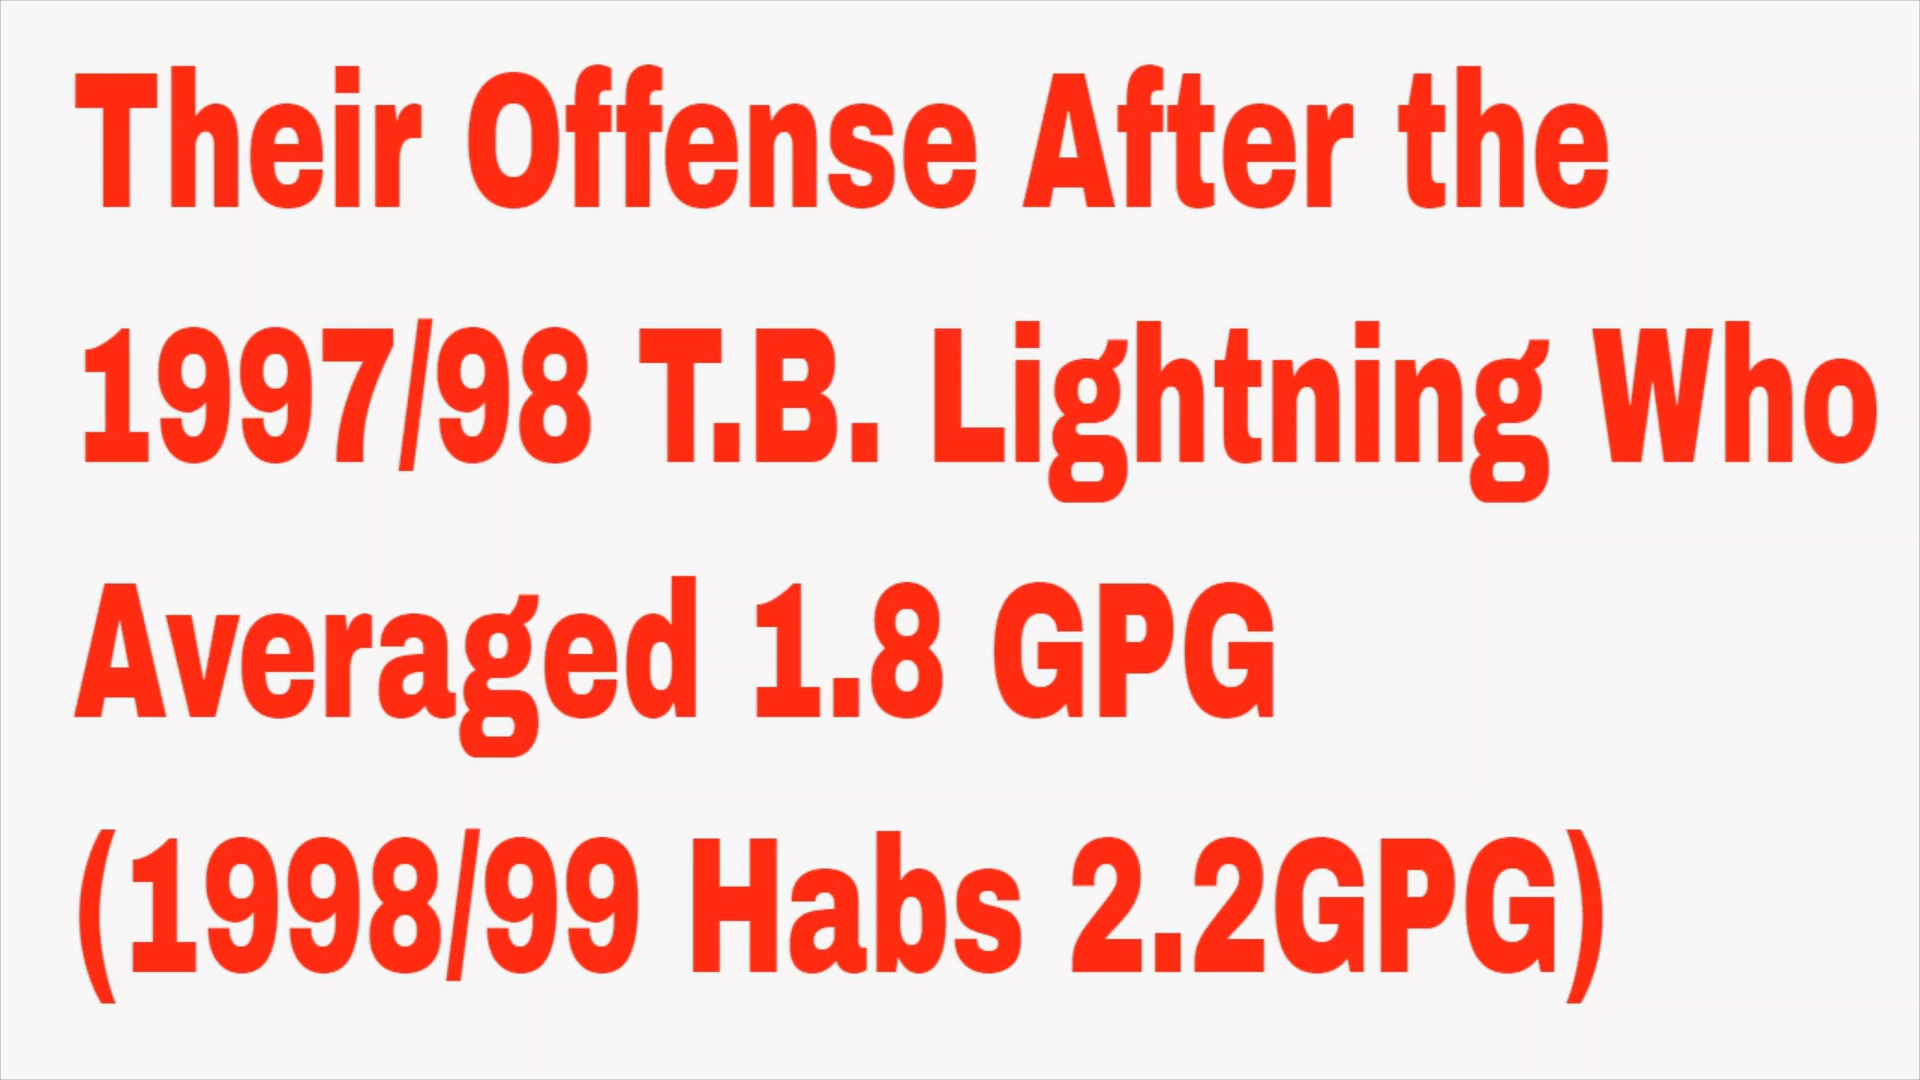 Their Offense After the
1997/98 T.B. Lightning Who
Averaged 1.8 GPG
(1998/99 Habs 2.2GPG)